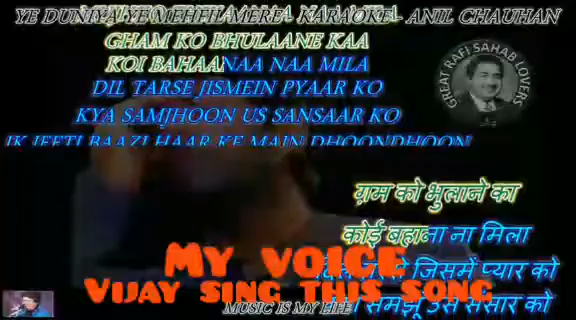 YE DUNIYA YE MEHFIL MERE - KARAOKE - ANIL CHAUHAN
GHAM KO BHULAANE KAA
KOI BAHAANAA NAA MILA
DIL TARSE JISMEIN PYAAR KO
KYA SAMJHOON US SANSAAR KO
IK JEETI BAAZI HAAR KE MAIN DHOONDHOON
GREAT RAFI SAHAB LOVERS
ग़म को भुलाने का
कोई बहाना ना मिला
जिसमें प्यार को
समझूं उस संसार को
My voice
Vijay sing this song
MUSIC IS MY LIFE